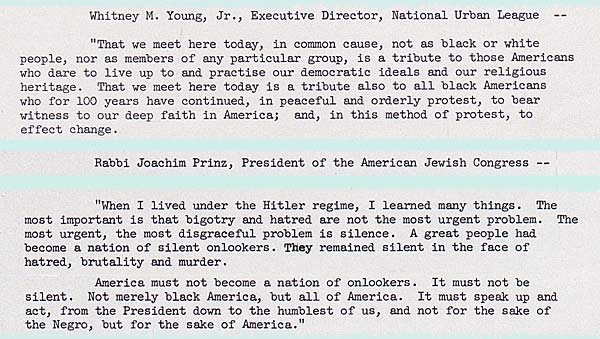 Whitney M. Young, Jr., Executive Director, National Urban League --
"That we meet here today, in common cause, not as black or white
people, nor as members of any particular group, is a tribute to those Americans
who dare to live up to and practise our democratic ideals and our religious
heritage. That we meet here today is a tribute also to all black Americans
who for 100 years have continued, in peaceful and orderly protest, to bear
witness to our deep faith in America; and, in this method of protest, to
effect change.
Rabbi Joachim Prinz, President of the American Jewish Congress --
"When I lived under the Hitler regime, I learned many things. The
most important is that bigotry and hatred are not the most urgent problem. The
most urgent, the most disgraceful problem is silence. A great people had
become a nation of silent onlookers. They remained silent in the face of
hatred, brutality and murder.
America must not become a nation of onlookers. It must not be
silent. Not merely black America, but all of America. It must speak up and
act, from the President down to the humblest of us, and not for the sake of
the Negro, but for the sake of America."